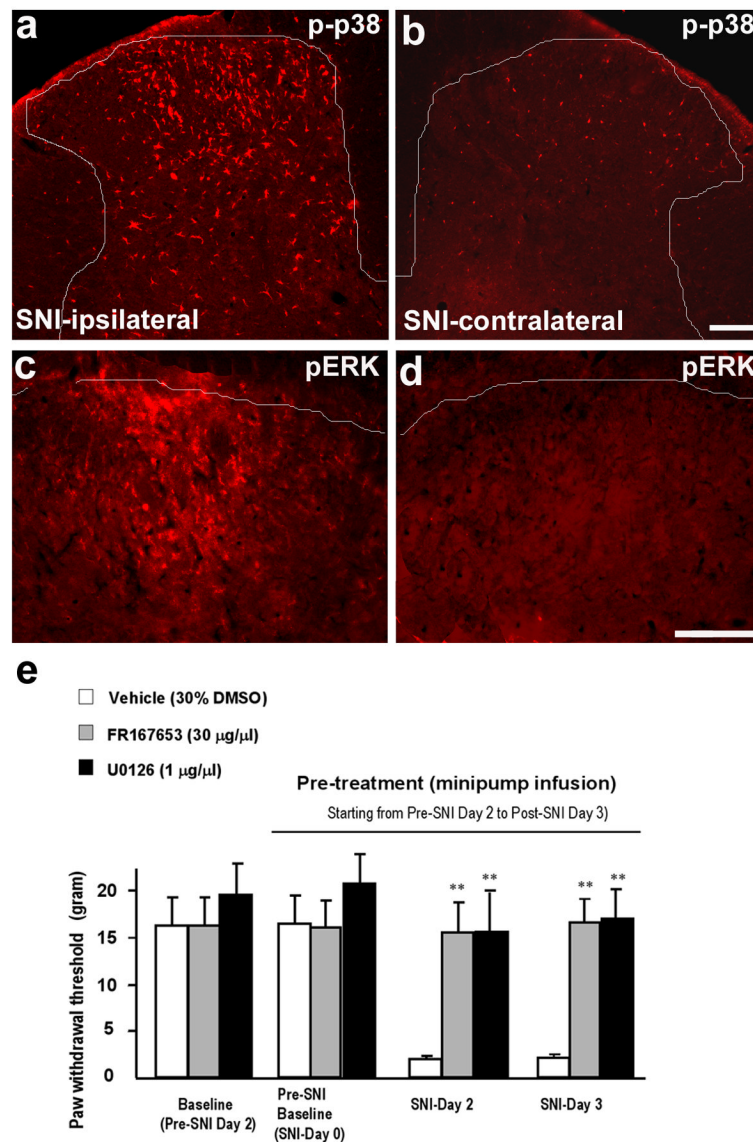 a
p-p38
b
p-p38
SNI-ipsilateral
SNI-contralateral
c
pERK
d
pERK
e
Vehicle (30% DMSO)
FR167653 (30 µg/µl)
U0126 (1 µg/µl)
Pre-treatment (minipump infusion)
Starting from Pre-SNI Day 2 to Post-SNI Day 3)
Paw withdrawal threshold (gram)
20
15
10
5
0
** **
** **
Baseline
(Pre-SNI Day 2)
Pre-SNI
Baseline
(SNI-Day 0)
SNI-Day 2
SNI-Day 3